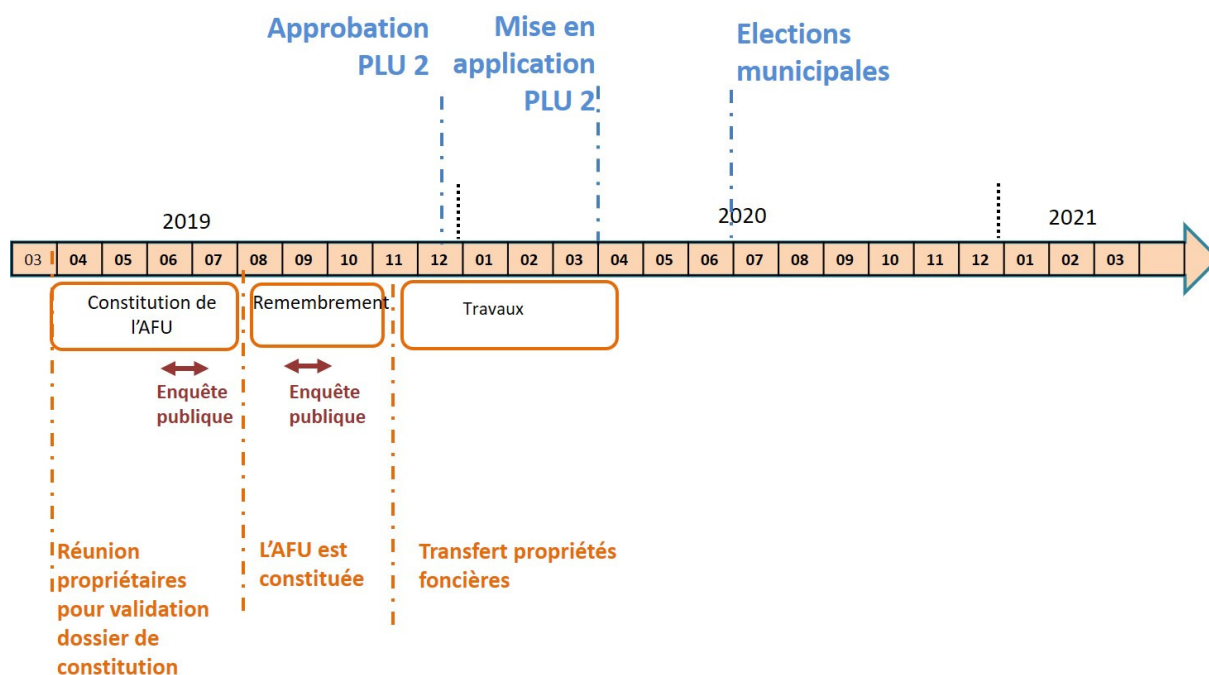 Approbation
PLU 2
Mise en
application
PLU 2
Elections
municipales
2019
2020
2021
03 04 05 06 07 08 09 10 11 12 01 02 03 04 05 06 07 08 09 10 11 12 01 02 03
Constitution de
l'AFU
Remembrement
Travaux
Enquête
publique
Enquête
publique
Réunion
propriétaires
pour validation
dossier de
constitution
L'AFU est
constituée
Transfert propriétés
foncières